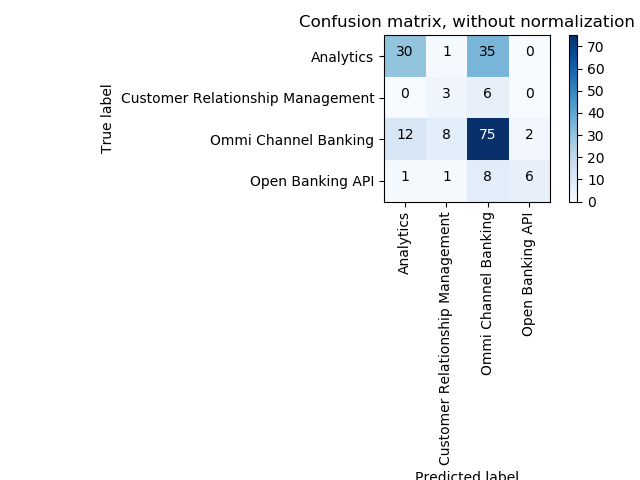 Confusion matrix, without normalization
True label
Analytics 30 1 35 0
Customer Relationship Management 0 3 6 0
Ommi Channel Banking 12 8 75 2
Open Banking API 1 1 8 6
Analytics
Customer Relationship Management
Ommi Channel Banking
Open Banking API
Predicted label
70
60
50
40
30
20
10
0